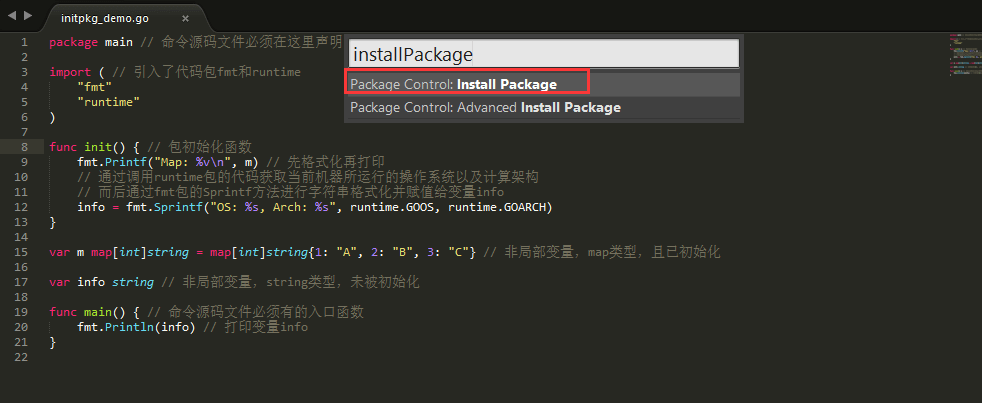 initpkg_demo.go ×
1 package main // 命令源码文件必须在这里声明
installPackage
Package Control: Install Package
Package Control: Advanced Install Package
2
3 import ( // 引入了代码包fmt和runtime
4 "fmt"
5 "runtime"
6 )
7
8 func init() { // 包初始化函数
9 fmt.Printf("Map: %v\n", m) // 先格式化再打印
10 // 通过调用runtime包的代码获取当前机器所运行的操作系统以及计算架构
11 // 而后通过fmt包的Sprintf方法进行字符串格式化并赋值给变量info
12 info = fmt.Sprintf("OS: %s, Arch: %s", runtime.GOOS, runtime.GOARCH)
13 }
14
15 var m map[int]string = map[int]string{1: "A", 2: "B", 3: "C"} // 非局部变量，map类型，且已初始化
16
17 var info string // 非局部变量，string类型，未被初始化
18
19 func main() { // 命令源码文件必须有的入口函数
20 fmt.Println(info) // 打印变量info
21 }
22